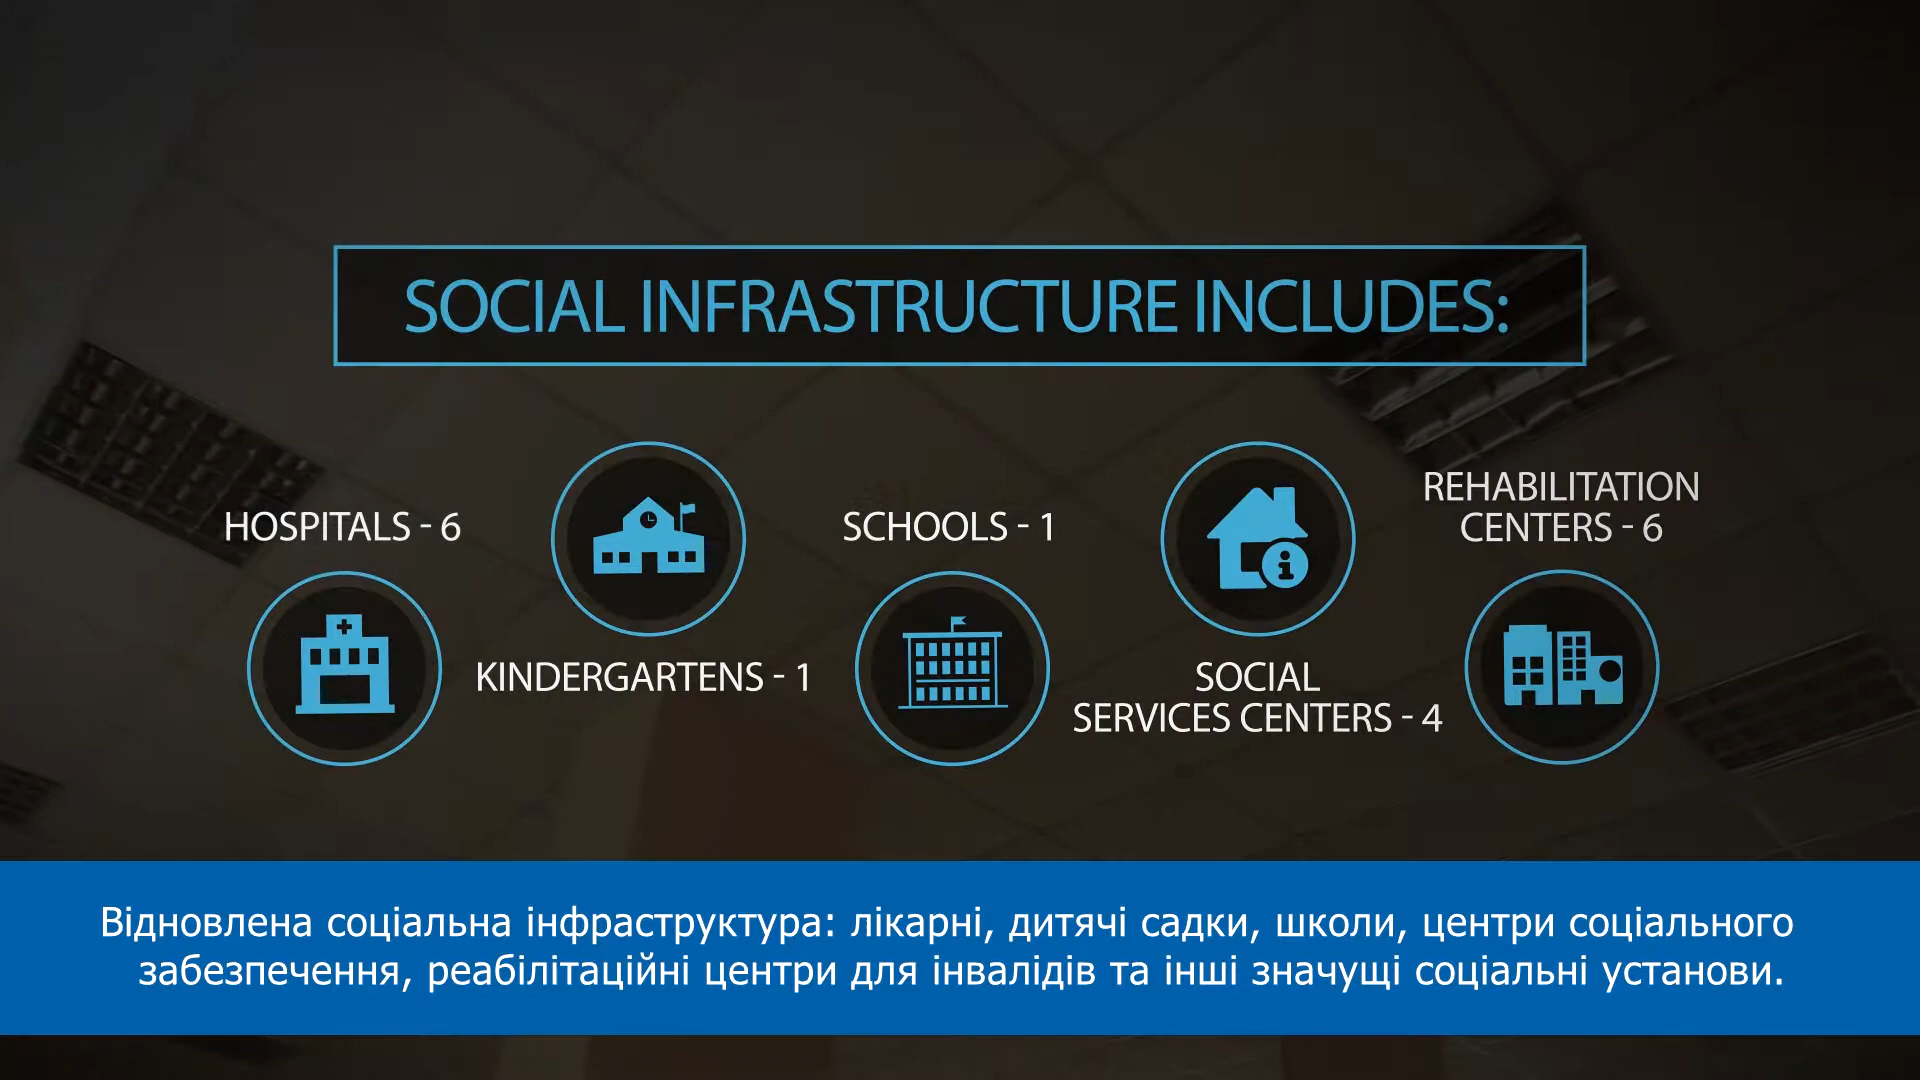 SOCIAL INFRASTRUCTURE INCLUDES:
HOSPITALS - 6
KINDERGARTENS - 1
SCHOOLS - 1
SOCIAL
SERVICES CENTERS - 4
REHABILITATION
CENTERS - 6
Відновлена соціальна інфраструктура: лікарні, дитячі садки, школи, центри соціального
забезпечення, реабілітаційні центри для інвалідів та інші значущі соціальні установи.